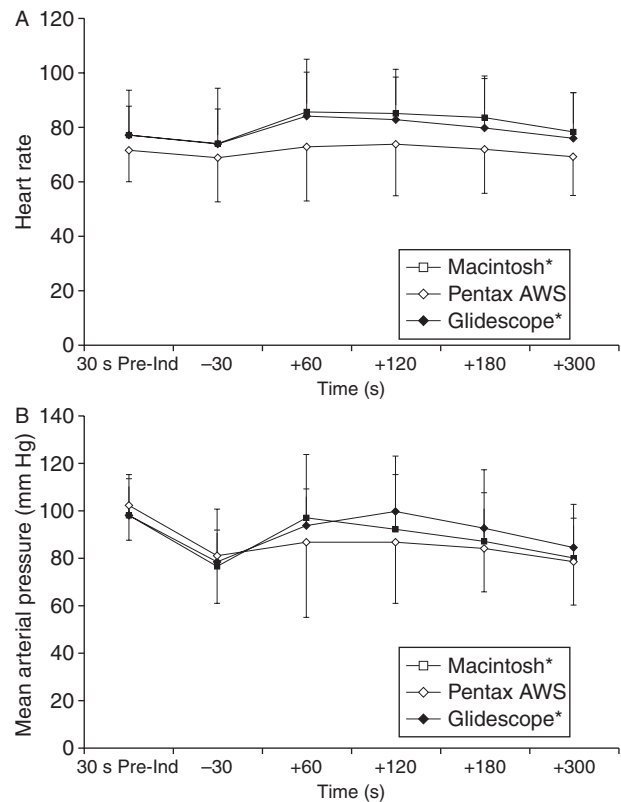 A
120
100
80
60
40
20
0
Heart rate
Macintosh*
Pentax AWS
Glidescope*
30 s Pre-Ind –30 +60 +120 +180 +300
Time (s)
B
140
120
100
80
60
40
20
0
Mean arterial pressure (mm Hg)
Macintosh*
Pentax AWS
Glidescope*
30 s Pre-Ind –30 +60 +120 +180 +300
Time (s)